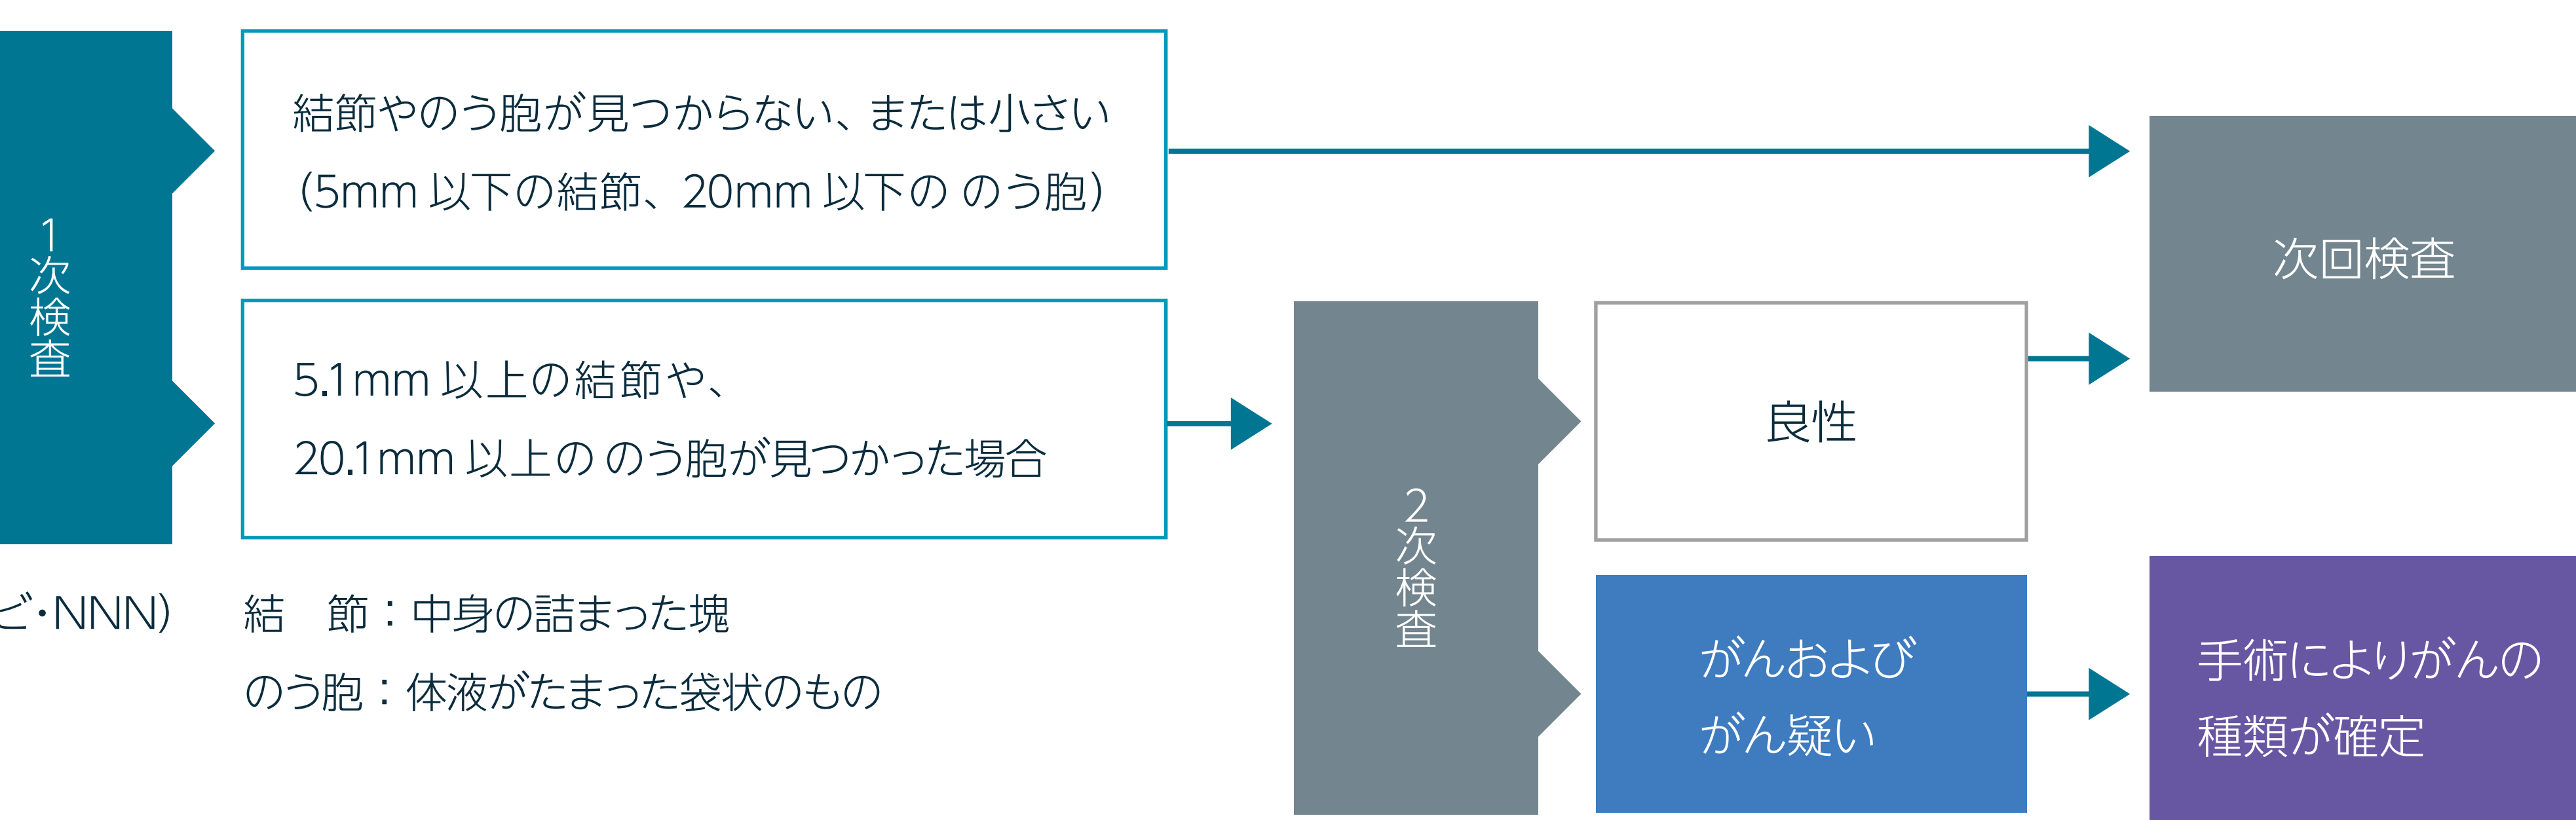 1次検査
結節やのう胞が見つからない、または小さい
(5mm 以下の結節、20mm 以下の のう胞)
5.1mm 以上の結節や、
20.1mm 以上の のう胞が見つかった場合
2次検査
良性
がんおよび
がん疑い
次回検査
手術によりがんの
種類が確定
ビ・NNN)
結　節：中身の詰まった塊
のう胞：体液がたまった袋状のもの